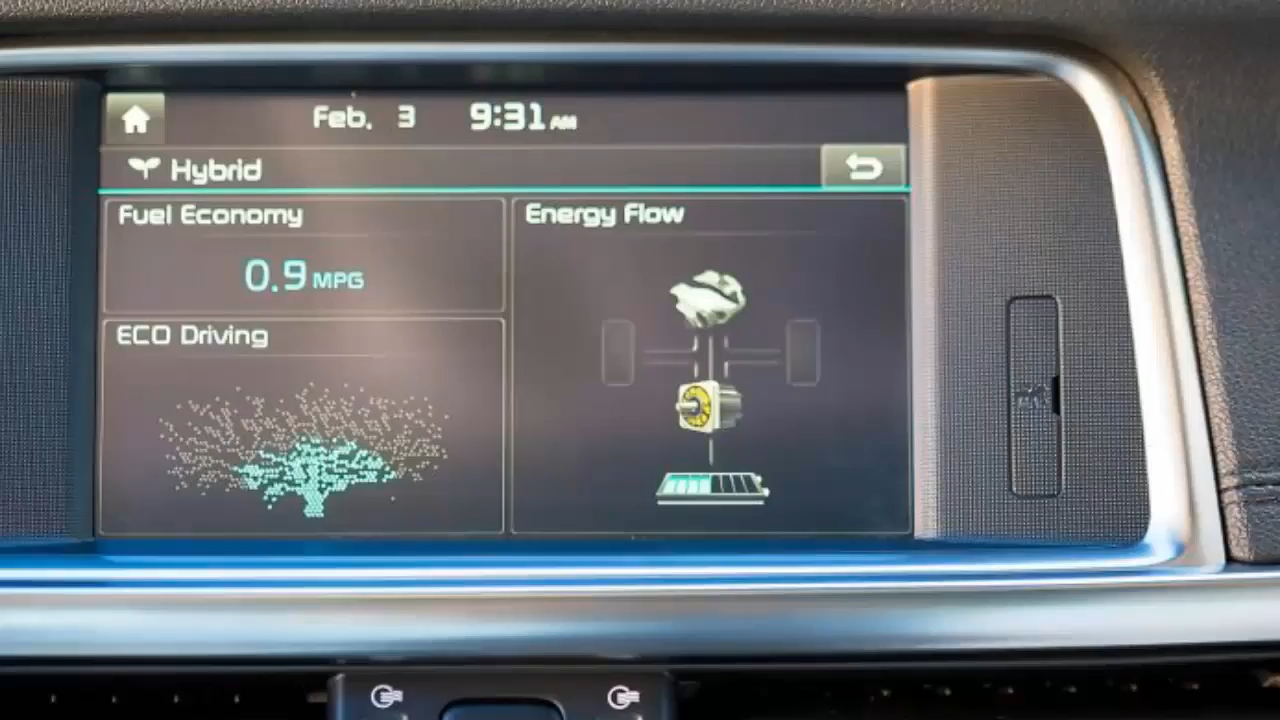 Feb. 3 9:31 AM
Hybrid
Fuel Economy
0.9 MPG
ECO Driving
Energy Flow